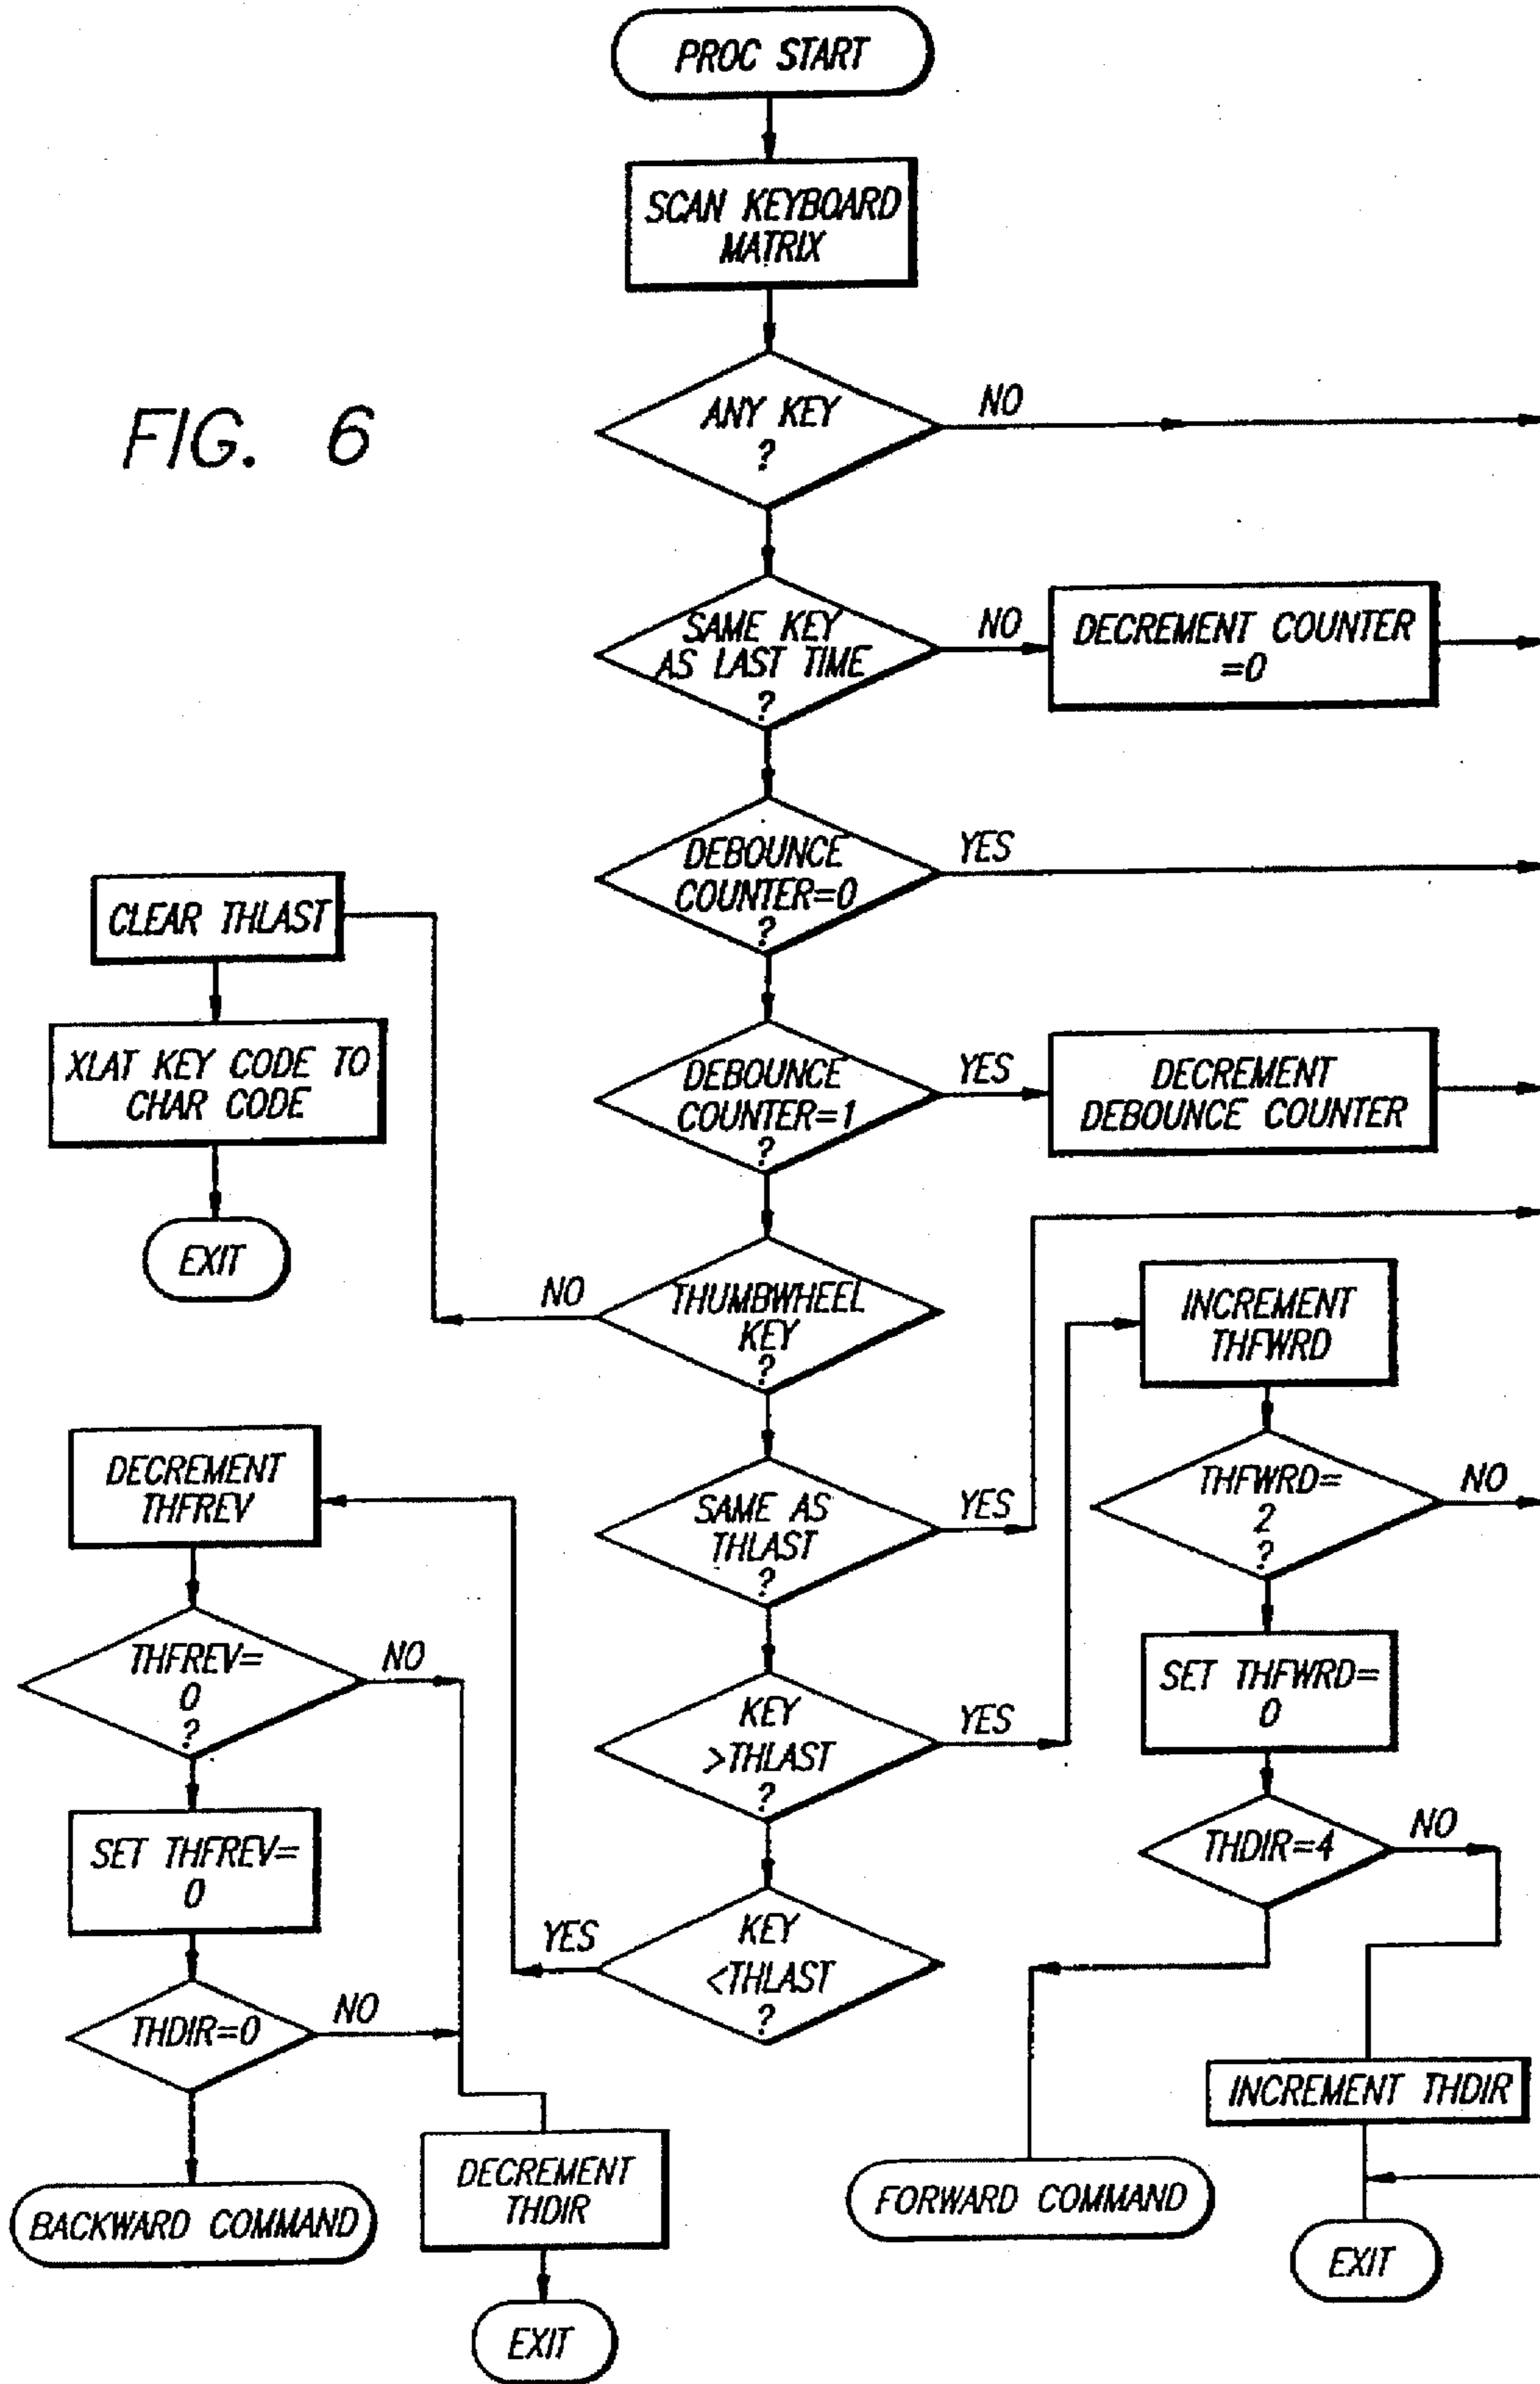 PROC START
SCAN KEYBOARD
MATRIX
FIG. 6
ANY KEY
?
NO
SAME KEY
AS LAST TIME
?
NO
DECREMENT COUNTER
=0
DEBOUNCE
COUNTER=0
?
YES
CLEAR THLAST
XLAT KEY CODE TO
CHAR CODE
EXIT
DEBOUNCE
COUNTER=1
?
YES
DECREMENT
DEBOUNCE COUNTER
THUMBWHEEL
KEY
?
NO
INCREMENT
THFWRD
THFWRD=
2
?
NO
SET THFWRD=
0
THDIR=4
NO
INCREMENT THDIR
EXIT
FORWARD COMMAND
SAME AS
THLAST
?
YES
KEY
>THLAST
?
YES
KEY
<THLAST
?
YES
DECREMENT
THFREV
THFREV=
0
?
NO
SET THFREV=
0
THDIR=0
NO
BACKWARD COMMAND
DECREMENT
THDIR
EXIT